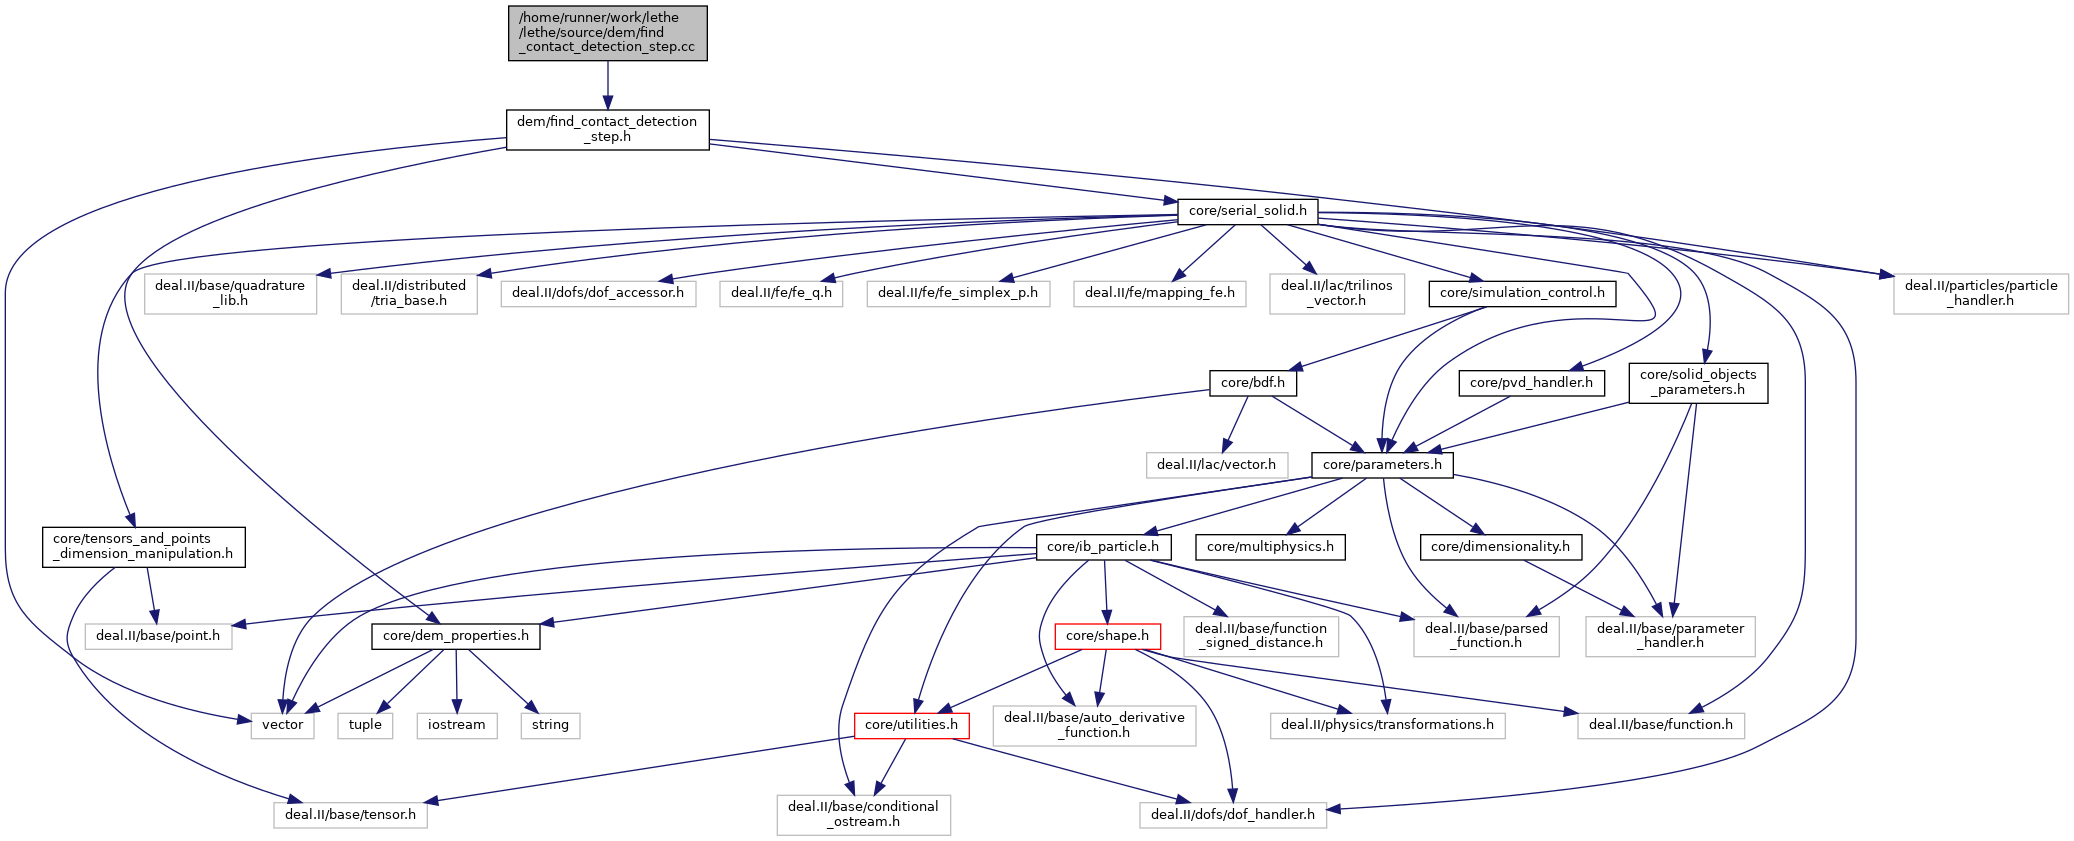 /home/runner/work/lethe
/lethe/source/dem/find
_contact_detection_step.cc
dem/find_contact_detection
_step.h
core/serial_solid.h
deal.II/base/quadrature
_lib.h
deal.II/distributed
/tria_base.h
deal.II/dofs/dof_accessor.h
deal.II/fe/fe_q.h
deal.II/fe/fe_simplex_p.h
deal.II/fe/mapping_fe.h
deal.II/lac/trilinos
_vector.h
core/simulation_control.h
deal.II/particles/particle
_handler.h
core/bdf.h
core/pvd_handler.h
core/solid_objects
_parameters.h
deal.II/lac/vector.h
core/parameters.h
core/tensors_and_points
_dimension_manipulation.h
core/ib_particle.h
core/multiphysics.h
core/dimensionality.h
deal.II/base/point.h
core/dem_properties.h
core/shape.h
deal.II/base/function
_signed_distance.h
deal.II/base/parsed
_function.h
deal.II/base/parameter
_handler.h
vector
tuple
iostream
string
core/utilities.h
deal.II/base/auto_derivative
_function.h
deal.II/physics/transformations.h
deal.II/base/function.h
deal.II/base/tensor.h
deal.II/base/conditional
_ostream.h
deal.II/dofs/dof_handler.h